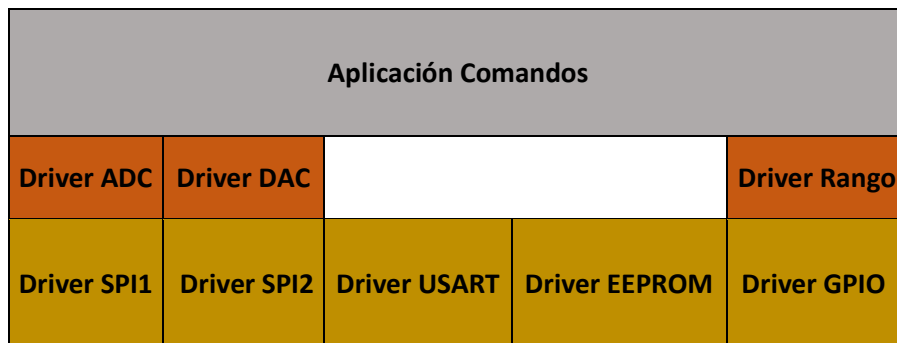 Aplicación Comandos
Driver ADC
Driver DAC
Driver Rango
Driver SPI1
Driver SPI2
Driver USART
Driver EEPROM
Driver GPIO